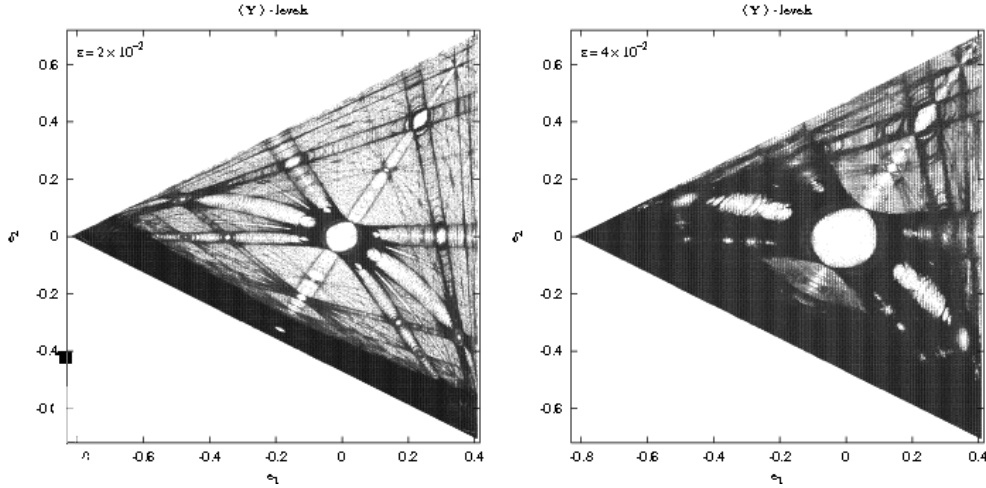 ⟨Y⟩ - levels
ε = 2 × 10⁻²
0.6
0.4
0.2
0
-0.2
-0.4
-0.6 -0.4 -0.2 0 0.2 0.4
e₂
e₁
⟨Y⟩ - levels
ε = 4 × 10⁻²
0.6
0.4
0.2
0
-0.2
-0.4
-0.6
-0.8 -0.6 -0.4 -0.2 0 0.2 0.4
e₂
e₁